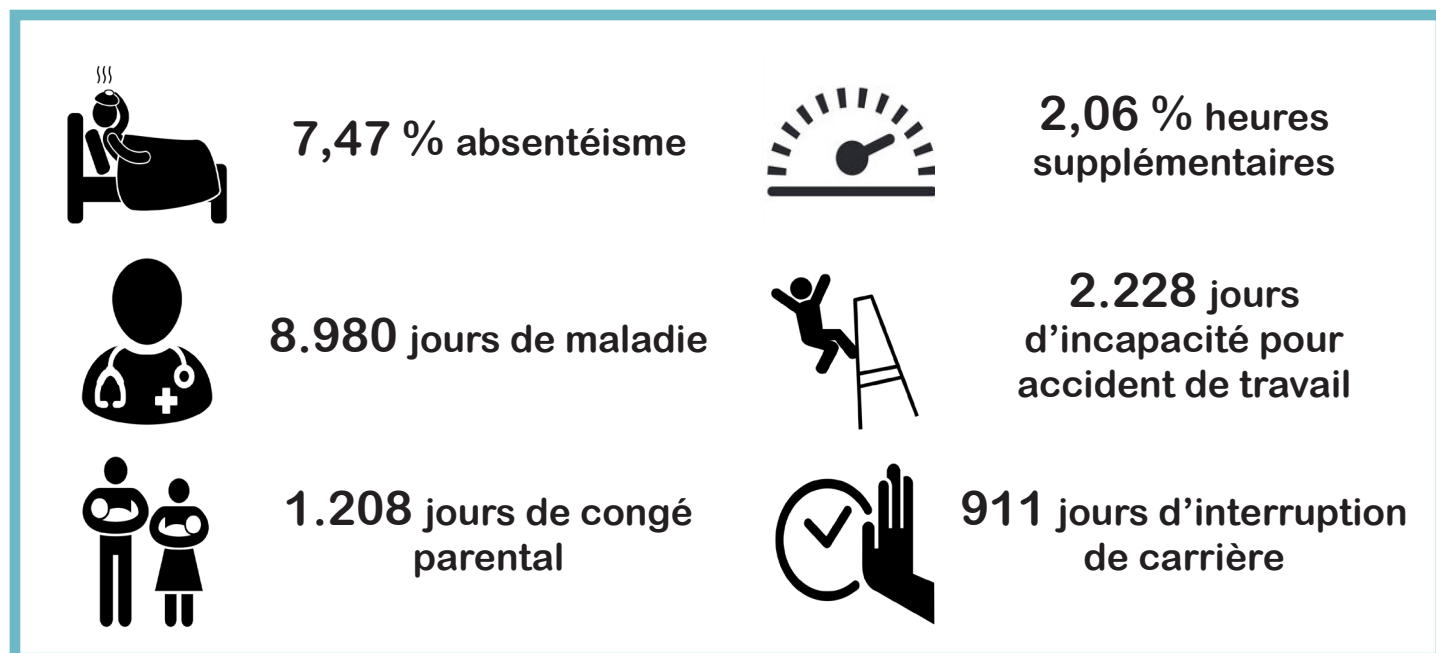 7,47 % absentéisme
2,06 % heures
supplémentaires
8.980 jours de maladie
2.228 jours
d’incapacité pour
accident de travail
1.208 jours de congé
parental
911 jours d’interruption
de carrière